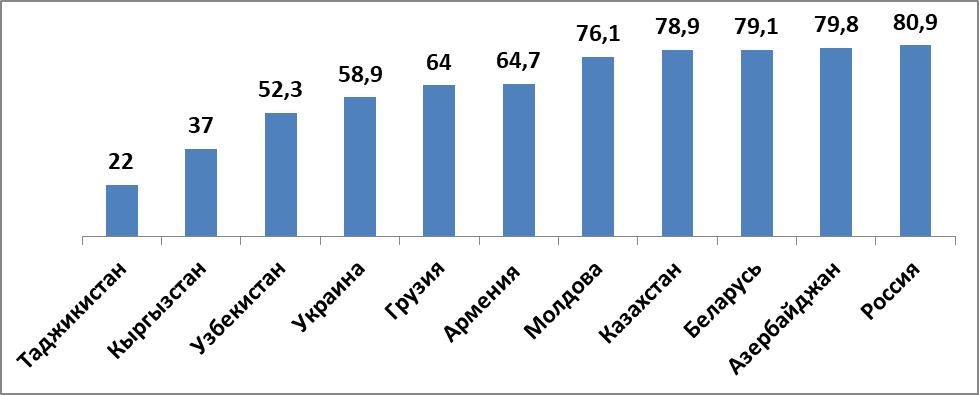 22
37
52,3
58,9
64
64,7
76,1
78,9
79,1
79,8
80,9
Таджикистан
Кыргызстан
Узбекистан
Украина
Грузия
Армения
Молдова
Казахстан
Беларусь
Азербайджан
Россия